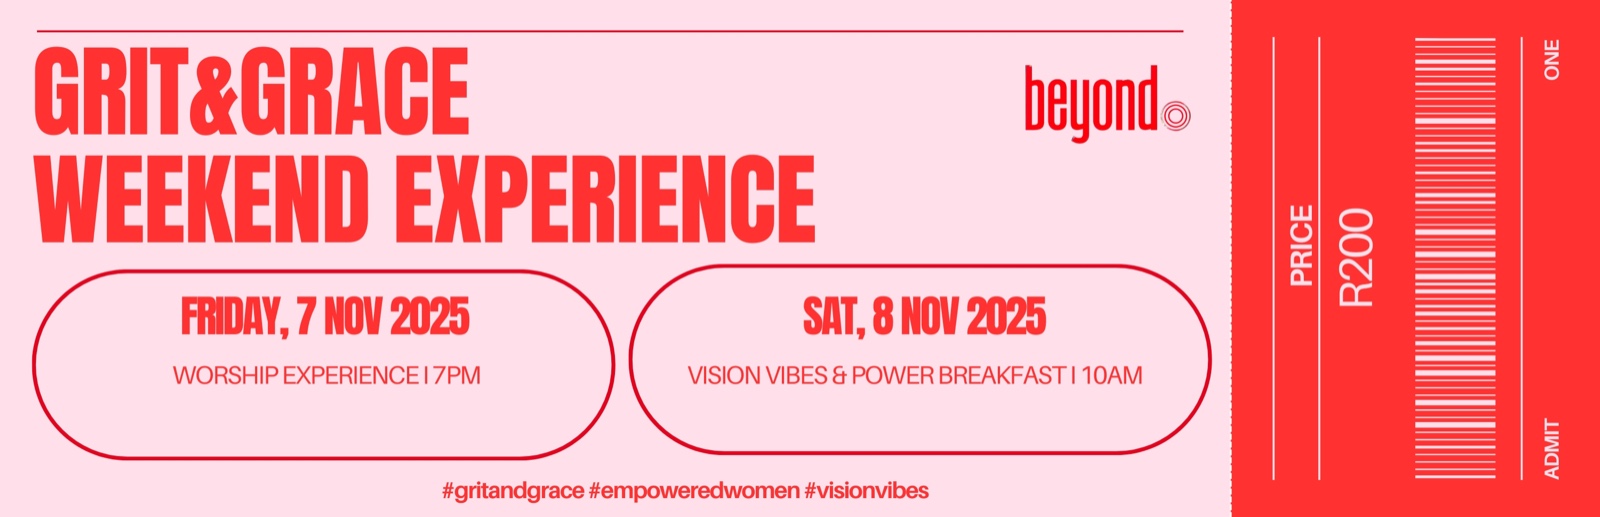 GRIT&GRACE
WEEKEND EXPERIENCE
beyond
FRIDAY, 7 NOV 2025
WORSHIP EXPERIENCE I 7PM
SAT, 8 NOV 2025
VISION VIBES & POWER BREAKFAST I 10AM
#gritandgrace #empoweredwomen #visionvibes
PRICE
R200
ADMIT ONE